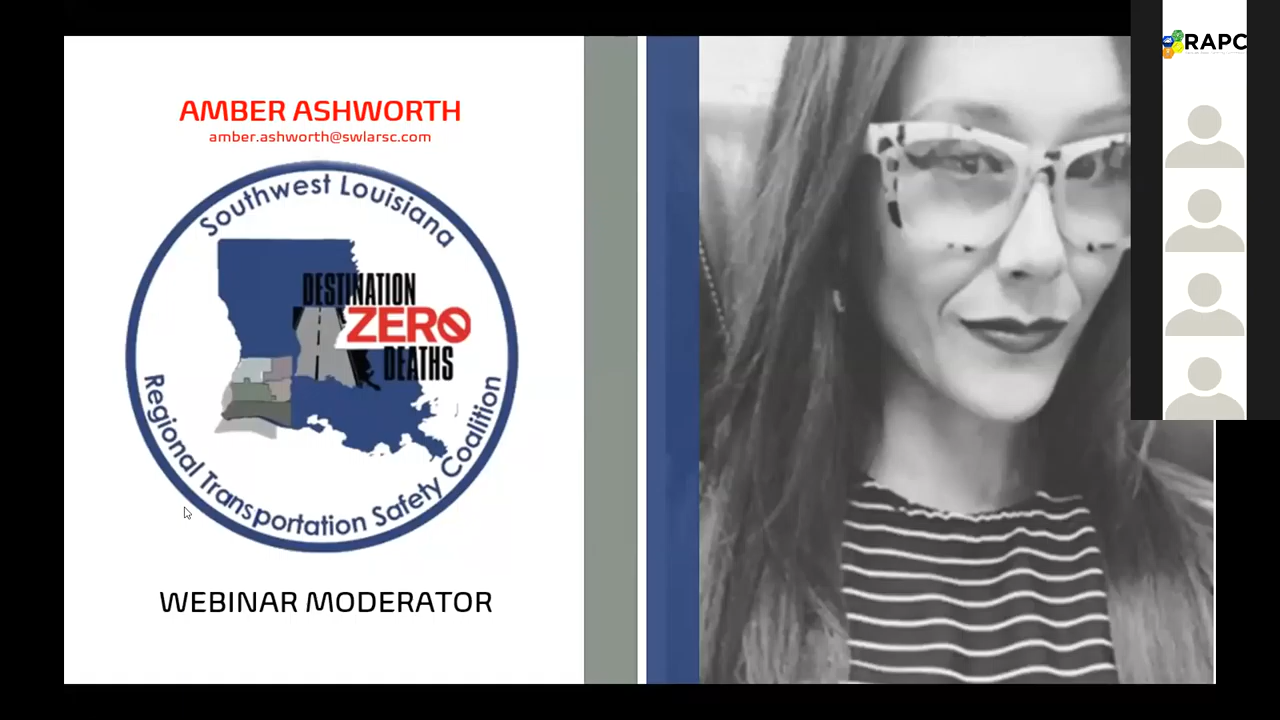 AMBER ASHWORTH
amber.ashworth@swlarsc.com
Southwest Louisiana
DESTINATION
ZERO
DEATHS
Regional Transportation Safety Coalition
WEBINAR MODERATOR
RAPC